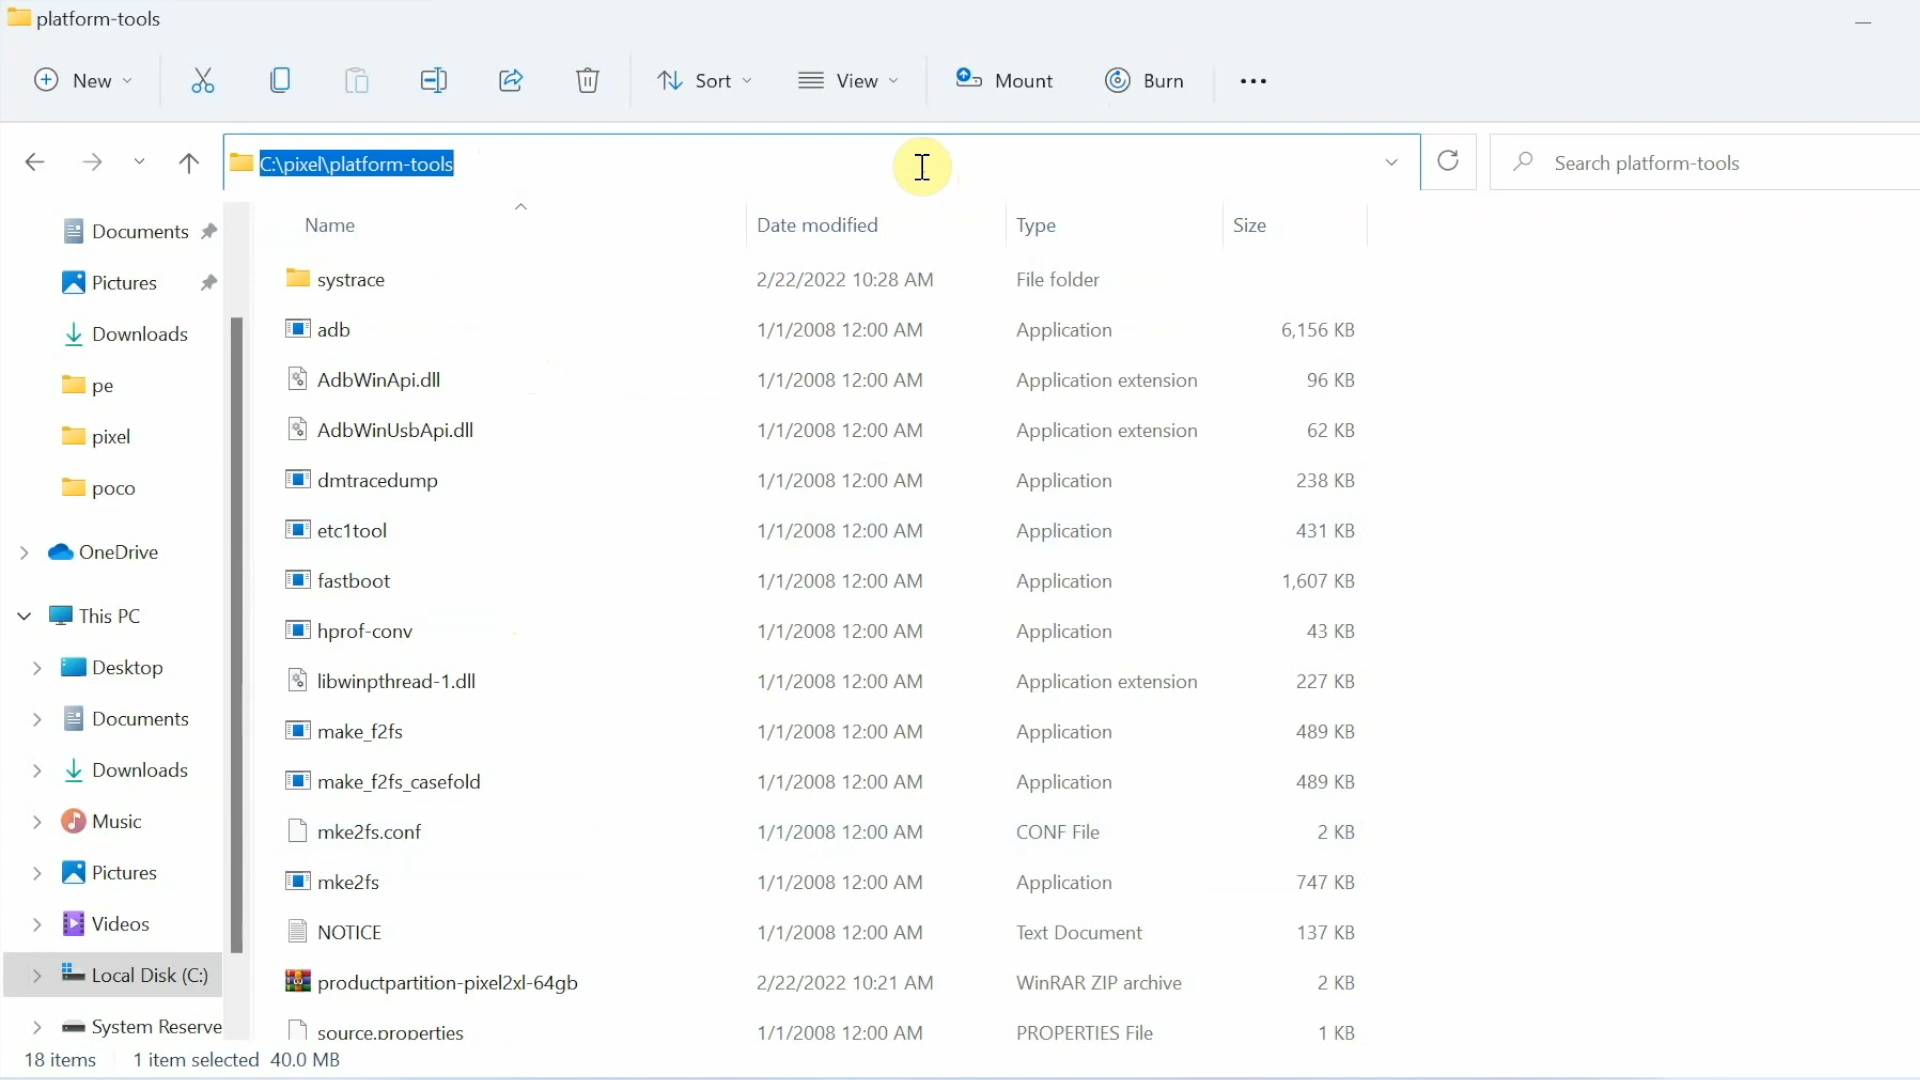 platform-tools
New
Sort
View
Mount
Burn
C:\pixel\platform-tools
Search platform-tools
Documents
Pictures
Downloads
pe
pixel
poco
OneDrive
This PC
Desktop
Documents
Downloads
Music
Pictures
Videos
Local Disk (C:)
System Reserve
Name Date modified Type Size
systrace 2/22/2022 10:28 AM File folder
adb 1/1/2008 12:00 AM Application 6,156 KB
AdbWinApi.dll 1/1/2008 12:00 AM Application extension 96 KB
AdbWinUsbApi.dll 1/1/2008 12:00 AM Application extension 62 KB
dmtracedump 1/1/2008 12:00 AM Application 238 KB
etc1tool 1/1/2008 12:00 AM Application 431 KB
fastboot 1/1/2008 12:00 AM Application 1,607 KB
hprof-conv 1/1/2008 12:00 AM Application 43 KB
libwinpthread-1.dll 1/1/2008 12:00 AM Application extension 227 KB
make_f2fs 1/1/2008 12:00 AM Application 489 KB
make_f2fs_casefold 1/1/2008 12:00 AM Application 489 KB
mke2fs.conf 1/1/2008 12:00 AM CONF File 2 KB
mke2fs 1/1/2008 12:00 AM Application 747 KB
NOTICE 1/1/2008 12:00 AM Text Document 137 KB
productpartition-pixel2xl-64gb 2/22/2022 10:21 AM WinRAR ZIP archive 2 KB
source.properties 1/1/2008 12:00 AM PROPERTIES File 1 KB
18 items 1 item selected 40.0 MB